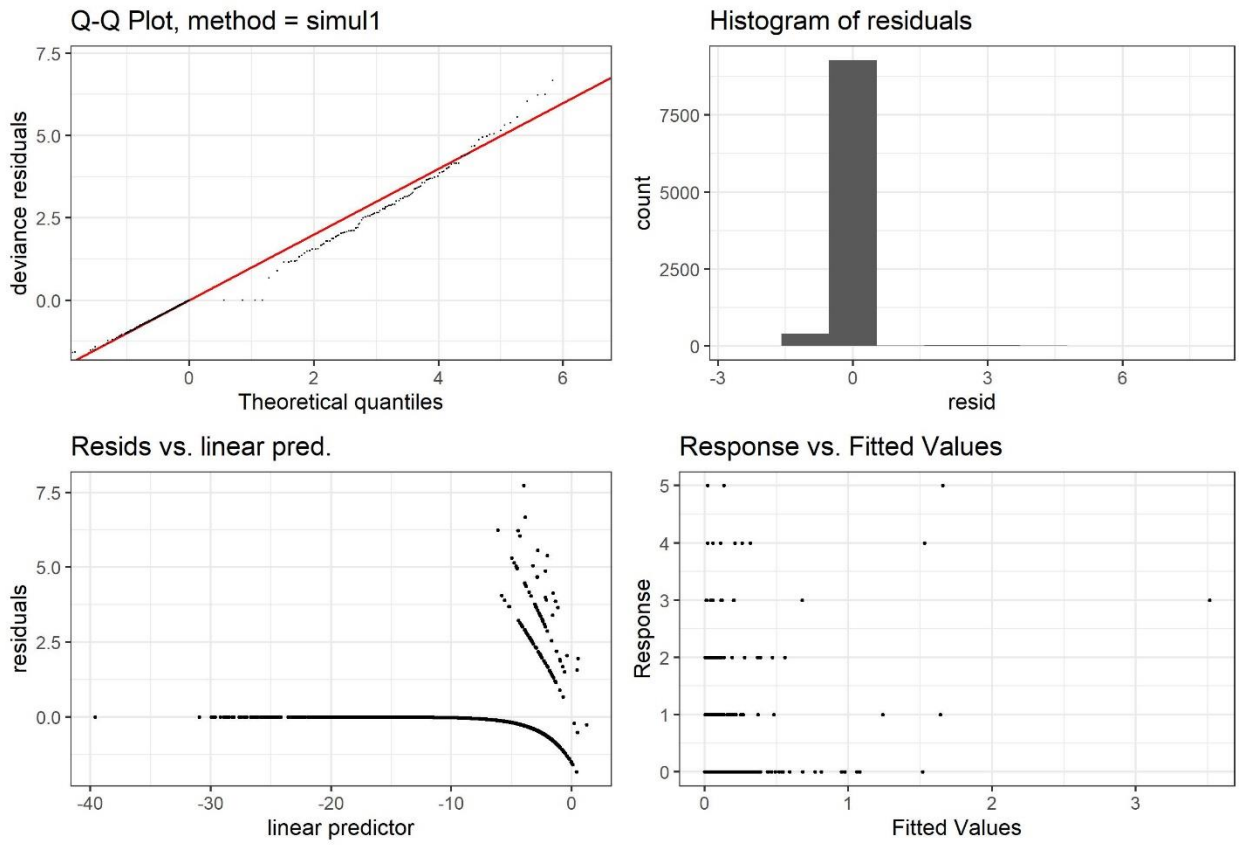 Q-Q Plot, method = simul1
7.5
5.0
2.5
0.0
deviance residuals
0 2 4 6
Theoretical quantiles
Histogram of residuals
7500
5000
2500
0
count
-3 0 3 6
resid
Resids vs. linear pred.
7.5
5.0
2.5
0.0
residuals
-40 -30 -20 -10 0
linear predictor
Response vs. Fitted Values
5
4
3
2
1
0
Response
0 1 2 3
Fitted Values